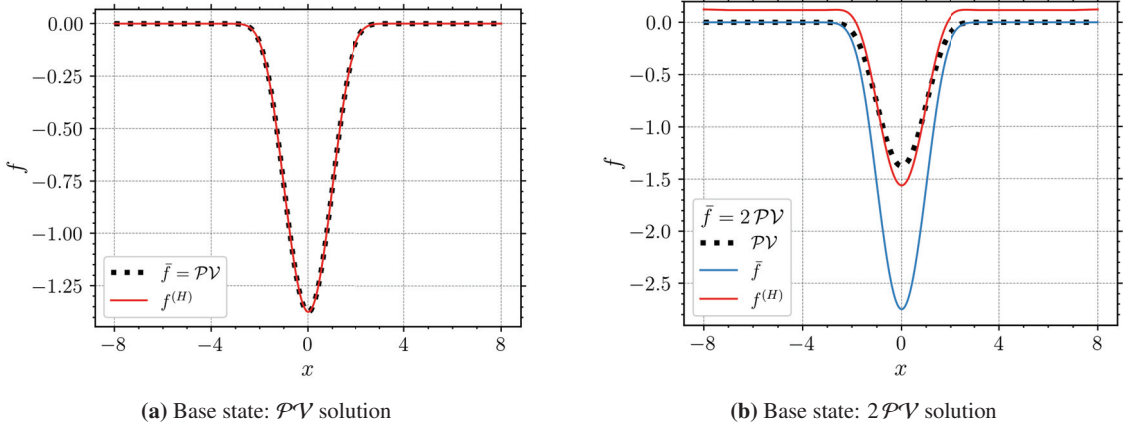 0.00
−0.25
−0.50
−0.75
−1.00
−1.25
f
f̄ = 𝒫𝒱
f^(H)
−8
−4
0
4
8
x
(a) Base state: 𝒫𝒱 solution
0.0
−0.5
−1.0
−1.5
−2.0
−2.5
f
f̄ = 2𝒫𝒱
𝒫𝒱
f̄
f^(H)
−8
−4
0
4
8
x
(b) Base state: 2𝒫𝒱 solution